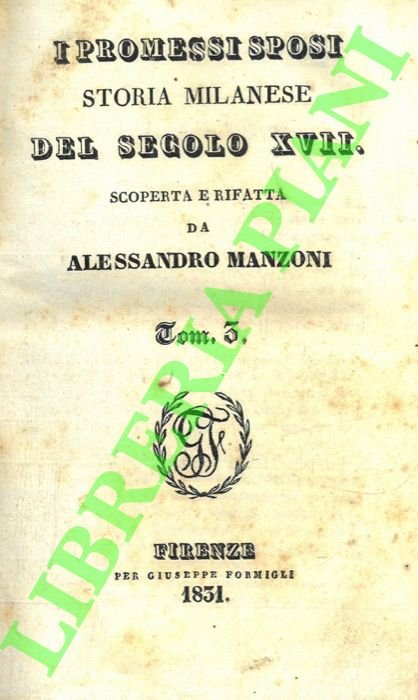 I PROMESSI SPOSI
STORIA MILANESE
DEL SECOLO XVII.
SCOPERTA E RIFATTA
DA
ALESSANDRO MANZONI
Tom. 3.
GF
FIRENZE
PER GIUSEPPE FORMIGLI
1831.
LIBRERIA PIANI